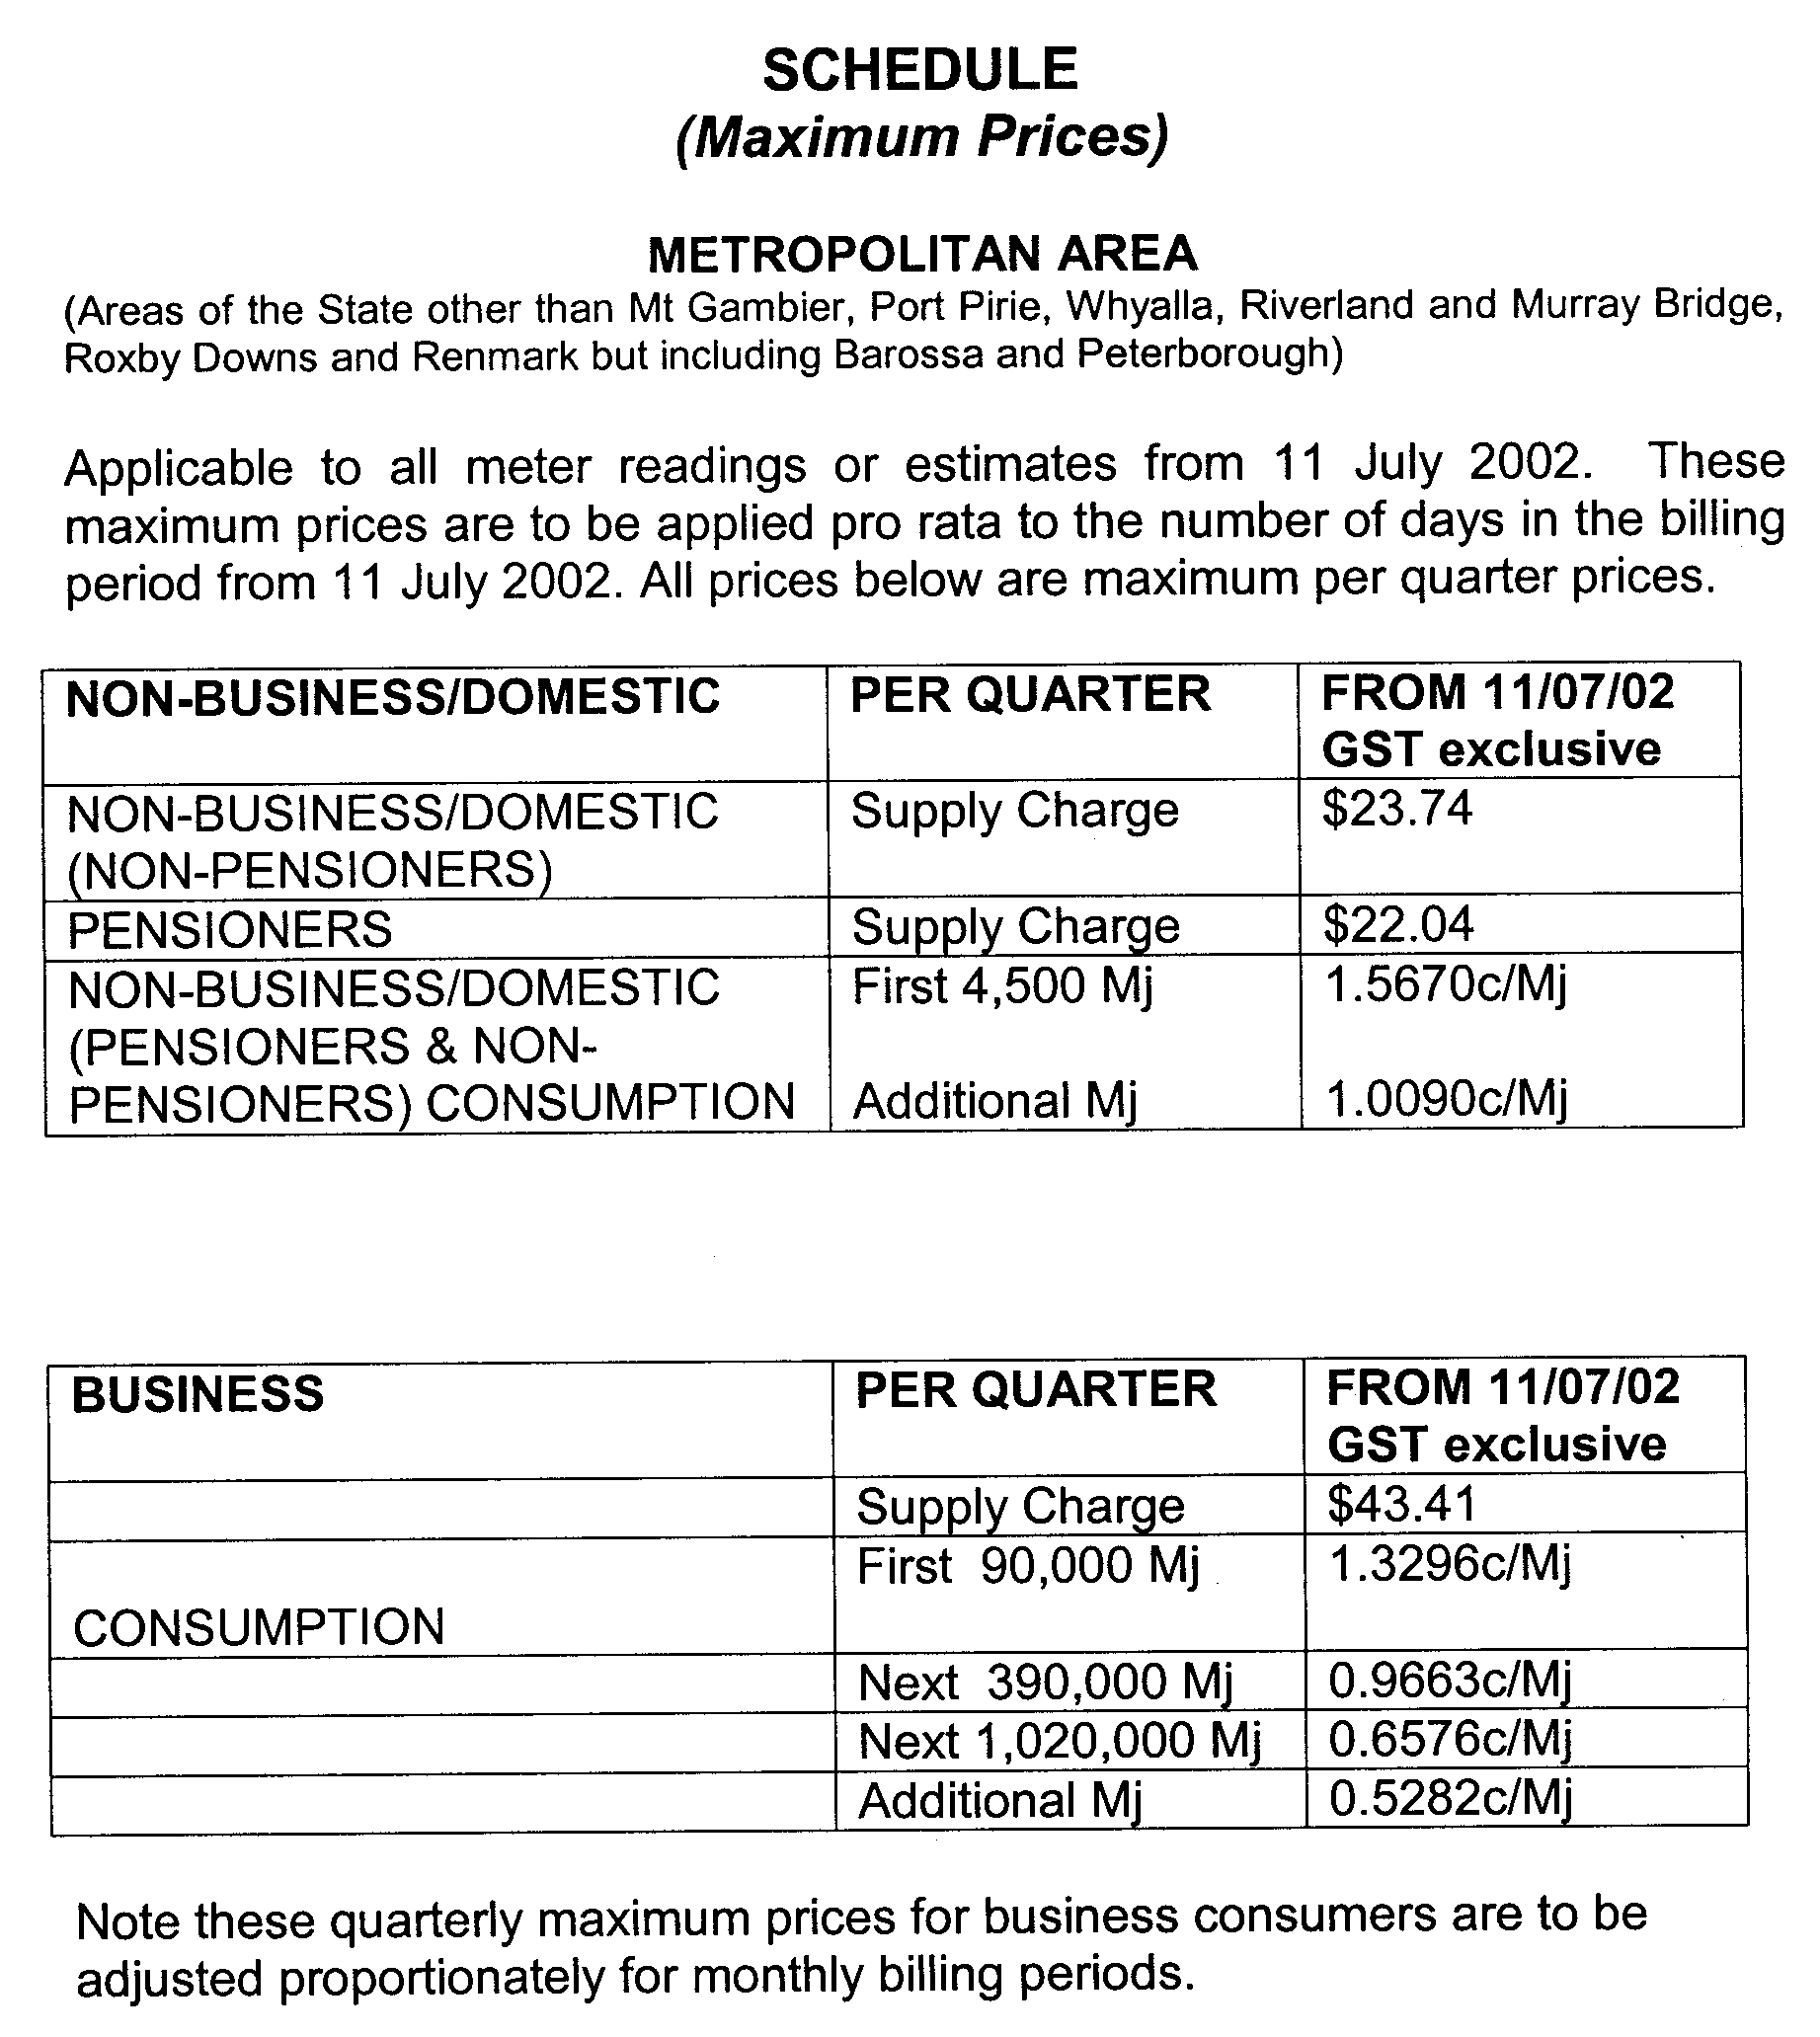 SCHEDULE
(Maximum Prices)
METROPOLITAN AREA
(Areas of the State other than Mt Gambier, Port Pirie, Whyalla, Riverland and Murray Bridge,
Roxby Downs and Renmark but including Barossa and Peterborough)
Applicable to all meter readings or estimates from 11 July 2002. These
maximum prices are to be applied pro rata to the number of days in the billing
period from 11 July 2002. All prices below are maximum per quarter prices.
NON-BUSINESS/DOMESTIC PER QUARTER FROM 11/07/02
GST exclusive
NON-BUSINESS/DOMESTIC Supply Charge $23.74
(NON-PENSIONERS)
PENSIONERS Supply Charge $22.04
NON-BUSINESS/DOMESTIC First 4,500 Mj 1.5670c/Mj
(PENSIONERS & NON-
PENSIONERS) CONSUMPTION Additional Mj 1.0090c/Mj
BUSINESS PER QUARTER FROM 11/07/02
GST exclusive
Supply Charge $43.41
First 90,000 Mj 1.3296c/Mj
CONSUMPTION
Next 390,000 Mj 0.9663c/Mj
Next 1,020,000 Mj 0.6576c/Mj
Additional Mj 0.5282c/Mj
Note these quarterly maximum prices for business consumers are to be
adjusted proportionately for monthly billing periods.